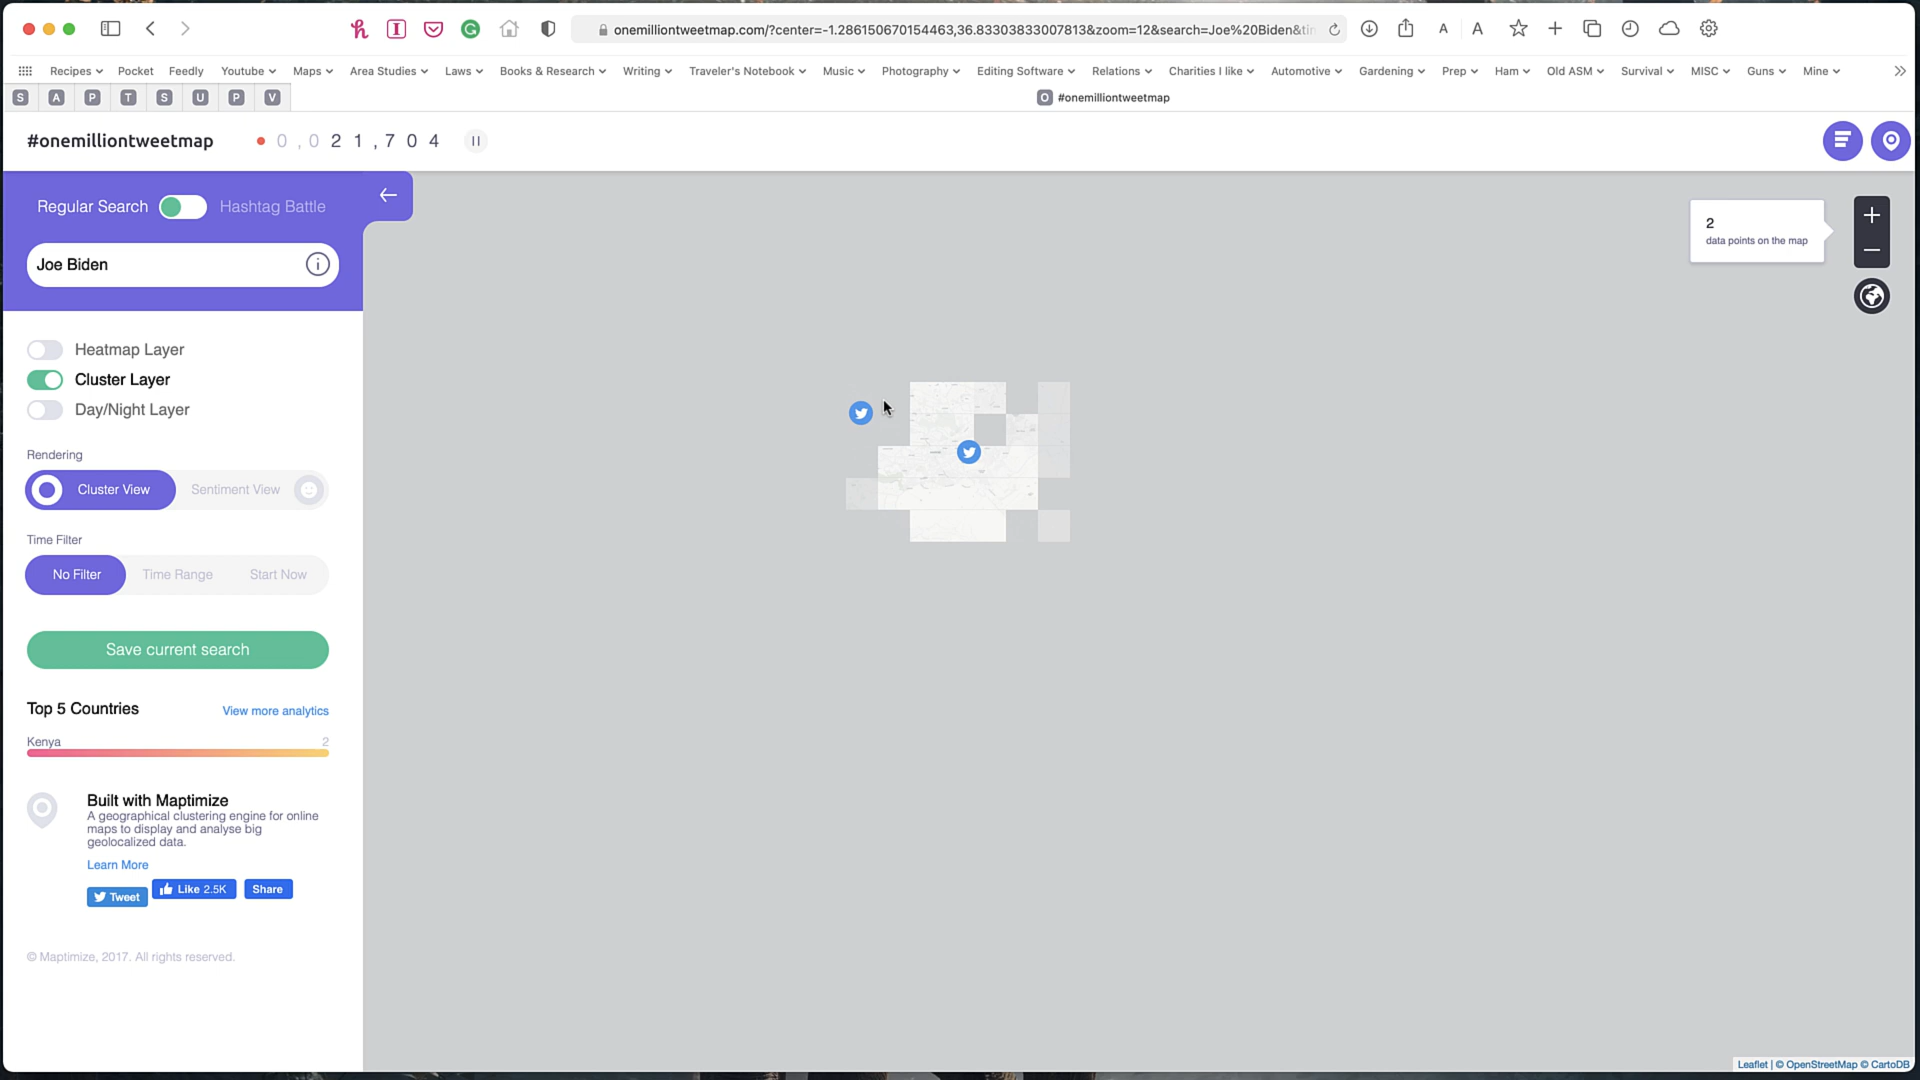 onemilliontweetmap.com/?center=-1.286150670154463,36.83303833007813&zoom=12&search=Joe%20Biden&ti
A A
Recipes Pocket Feedly Youtube Maps Area Studies Laws Books & Research Writing Traveler's Notebook Music Photography Editing Software Relations Charities I like Automotive Gardening Prep Ham Old ASM Survival MISC Guns Mine
S A P T S U P V O #onemilliontweetmap
#onemilliontweetmap 0,021,704
Regular Search Hashtag Battle
Joe Biden
2
data points on the map
+
−
Heatmap Layer
Cluster Layer
Day/Night Layer
Rendering
Cluster View Sentiment View
Time Filter
No Filter Time Range Start Now
Save current search
Top 5 Countries View more analytics
Kenya 2
Built with Maptimize
A geographical clustering engine for online
maps to display and analyse big
geolocalized data.
Learn More
Tweet Like 2.5K Share
© Maptimize, 2017. All rights reserved.
Leaflet | © OpenStreetMap © CartoDB